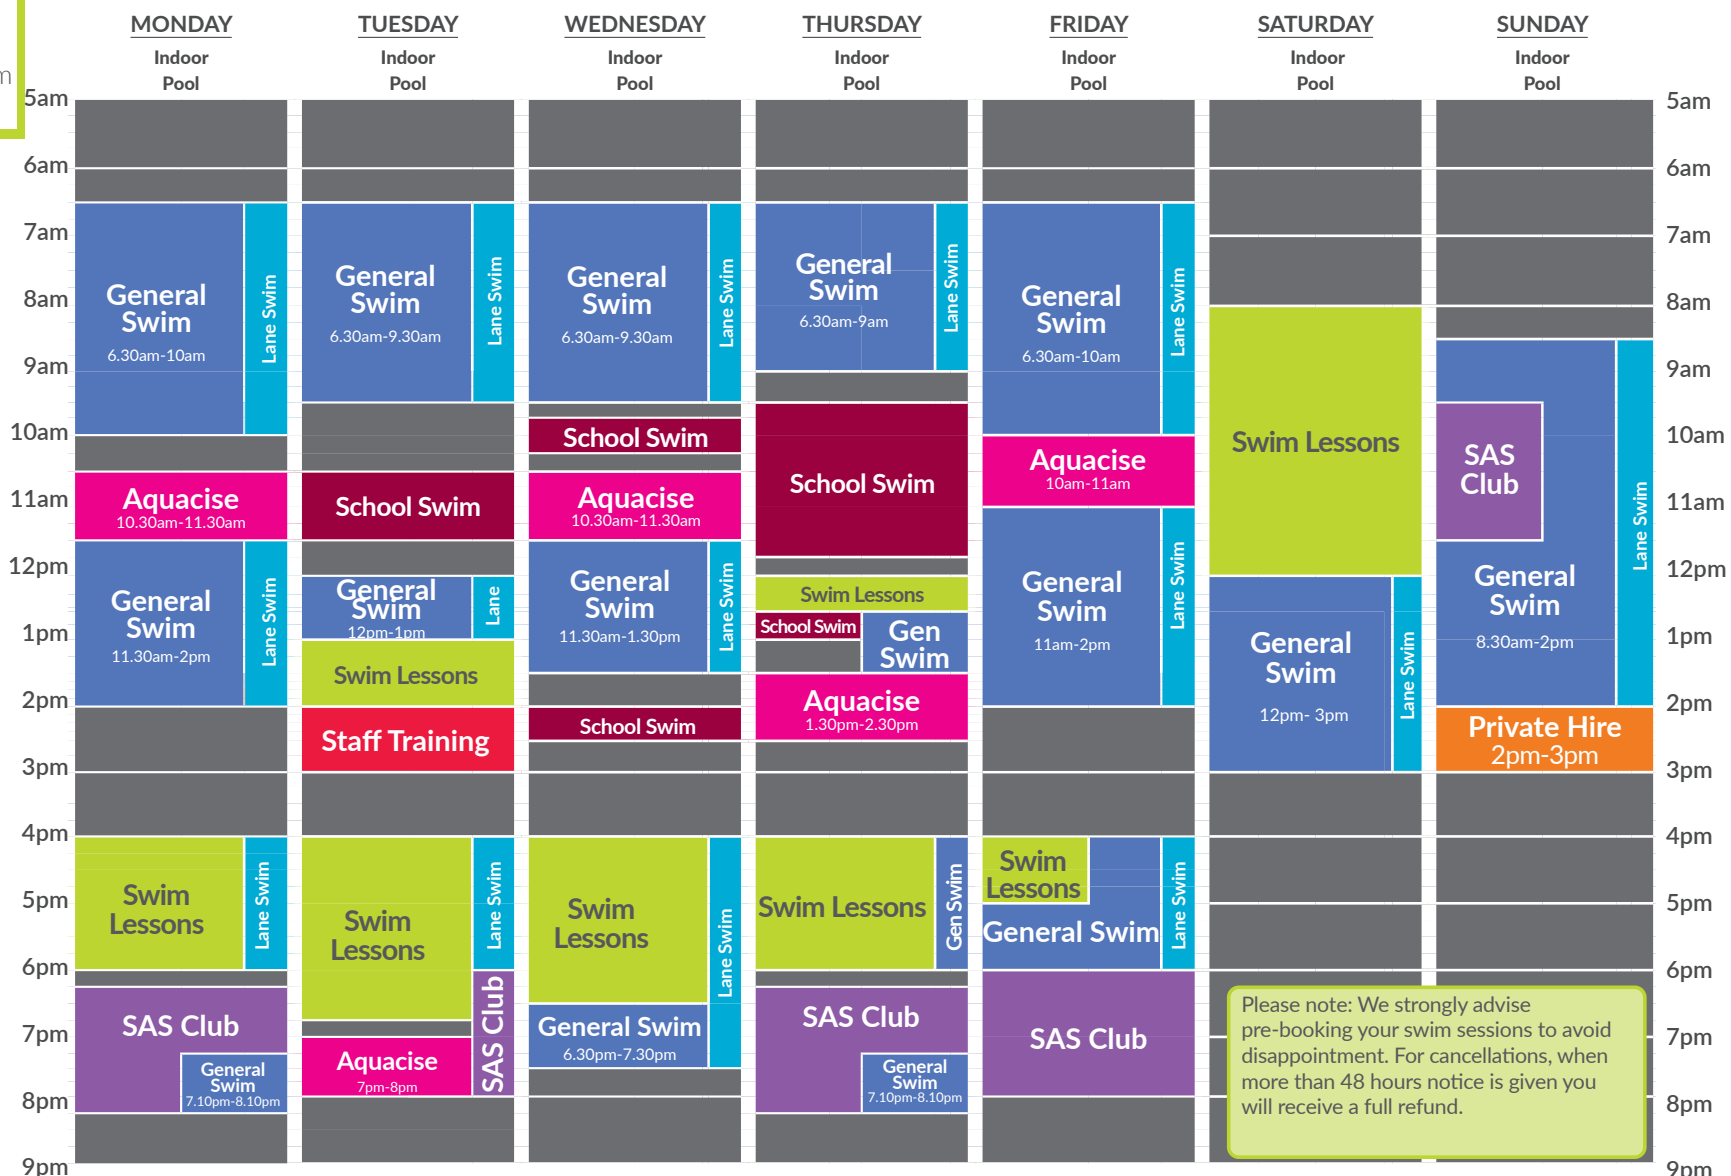 MONDAY
Indoor
Pool
TUESDAY
Indoor
Pool
WEDNESDAY
Indoor
Pool
THURSDAY
Indoor
Pool
FRIDAY
Indoor
Pool
SATURDAY
Indoor
Pool
SUNDAY
Indoor
Pool
m
5am
6am
7am
8am
9am
10am
11am
12pm
1pm
2pm
3pm
4pm
5pm
6pm
7pm
8pm
9pm
General
Swim
6.30am-10am
Lane Swim
Aquacise
10.30am-11.30am
General
Swim
11.30am-2pm
Lane Swim
Swim
Lessons
Lane Swim
SAS Club
General
Swim
7.10pm-8.10pm
General
Swim
6.30am-9.30am
Lane Swim
School Swim
General
Swim
12pm-1pm
Lane
Swim Lessons
Staff Training
Swim
Lessons
Lane Swim
SAS Club
Aquacise
7pm-8pm
General
Swim
6.30am-9.30am
Lane Swim
School Swim
Aquacise
10.30am-11.30am
General
Swim
11.30am-1.30pm
Lane Swim
School Swim
Swim
Lessons
Lane Swim
General Swim
6.30pm-7.30pm
General
Swim
6.30am-9am
Lane Swim
School Swim
Swim Lessons
School Swim
Gen
Swim
Aquacise
1.30pm-2.30pm
Swim Lessons
Gen Swim
SAS Club
General
Swim
7.10pm-8.10pm
General
Swim
6.30am-10am
Lane Swim
Aquacise
10am-11am
General
Swim
11am-2pm
Lane Swim
Swim
Lessons
General Swim
Lane Swim
SAS Club
Swim Lessons
General
Swim
12pm- 3pm
Lane Swim
SAS
Club
General
Swim
8.30am-2pm
Lane Swim
Private Hire
2pm-3pm
Please note: We strongly advise
pre-booking your swim sessions to avoid
disappointment. For cancellations, when
more than 48 hours notice is given you
will receive a full refund.
5am
6am
7am
8am
9am
10am
11am
12pm
1pm
2pm
3pm
4pm
5pm
6pm
7pm
8pm
9pm